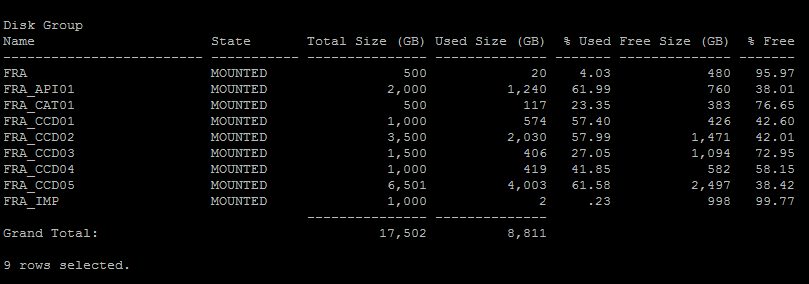 Disk Group
Name                      State       Total Size (GB) Used Size (GB)  % Used Free Size (GB)  % Free
------------------------- ----------- --------------- -------------- ------- -------------- -------
FRA                       MOUNTED                 500             20    4.03            480   95.97
FRA_API01                 MOUNTED               2,000          1,240   61.99            760   38.01
FRA_CAT01                 MOUNTED                 500            117   23.35            383   76.65
FRA_CCD01                 MOUNTED               1,000            574   57.40            426   42.60
FRA_CCD02                 MOUNTED               3,500          2,030   57.99          1,471   42.01
FRA_CCD03                 MOUNTED               1,500            406   27.05          1,094   72.95
FRA_CCD04                 MOUNTED               1,000            419   41.85            582   58.15
FRA_CCD05                 MOUNTED               6,501          4,003   61.58          2,497   38.42
FRA_IMP                   MOUNTED               1,000              2     .23            998   99.77
                                      --------------- --------------
Grand Total:                                   17,502          8,811
9 rows selected.